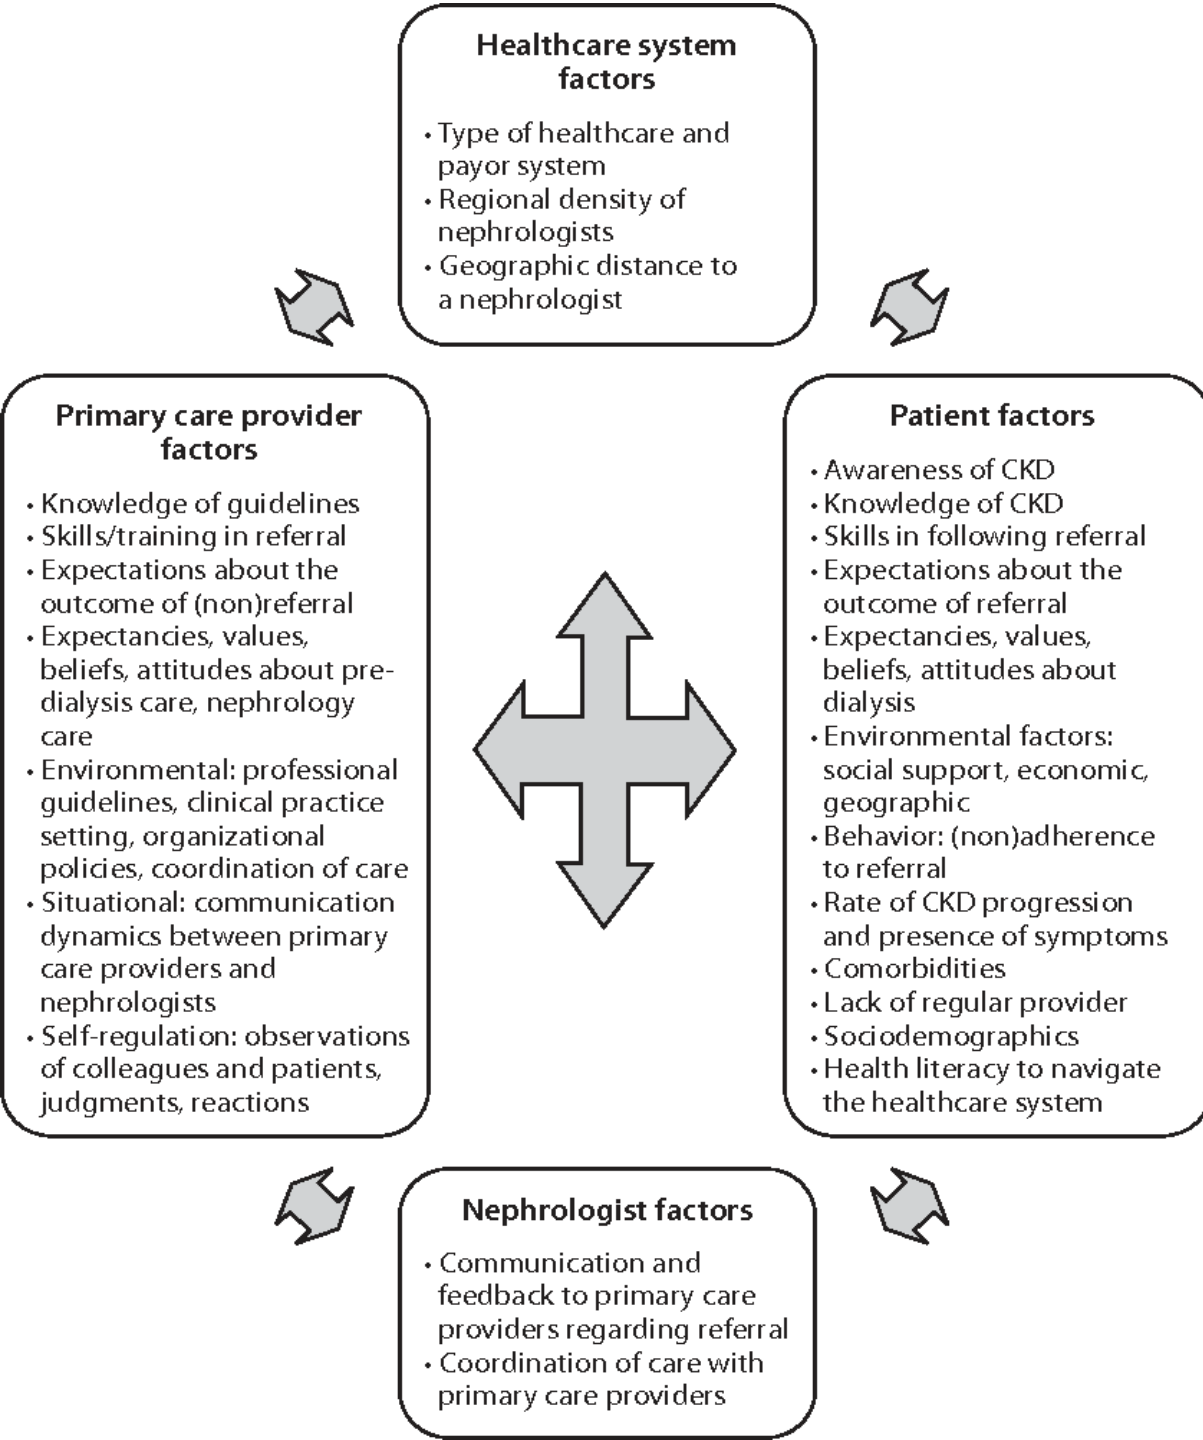 Healthcare system
factors
• Type of healthcare and
payor system
• Regional density of
nephrologists
• Geographic distance to
a nephrologist
Primary care provider
factors
• Knowledge of guidelines
• Skills/training in referral
• Expectations about the
outcome of (non)referral
• Expectancies, values,
beliefs, attitudes about pre-
dialysis care, nephrology
care
• Environmental: professional
guidelines, clinical practice
setting, organizational
policies, coordination of care
• Situational: communication
dynamics between primary
care providers and
nephrologists
• Self-regulation: observations
of colleagues and patients,
judgments, reactions
Patient factors
• Awareness of CKD
• Knowledge of CKD
• Skills in following referral
• Expectations about the
outcome of referral
• Expectancies, values,
beliefs, attitudes about
dialysis
• Environmental factors:
social support, economic,
geographic
• Behavior: (non)adherence
to referral
• Rate of CKD progression
and presence of symptoms
• Comorbidities
• Lack of regular provider
• Sociodemographics
• Health literacy to navigate
the healthcare system
Nephrologist factors
• Communication and
feedback to primary care
providers regarding referral
• Coordination of care with
primary care providers